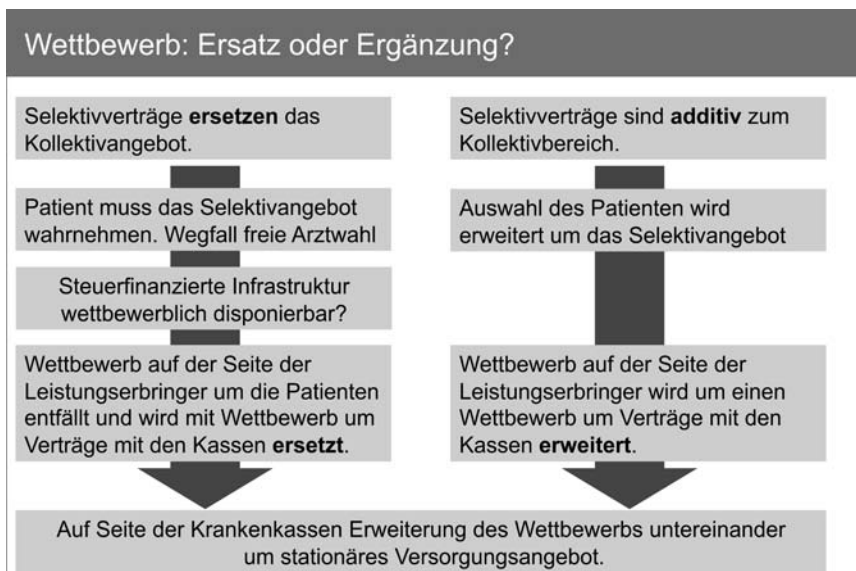 Wettbewerb: Ersatz oder Ergänzung?
Selektivverträge ersetzen das
Kollektivangebot.
Patient muss das Selektivangebot
wahrnehmen. Wegfall freie Arztwahl
Steuerfinanzierte Infrastruktur
wettbewerblich disponierbar?
Wettbewerb auf der Seite der
Leistungserbringer um die Patienten
entfällt und wird mit Wettbewerb um
Verträge mit den Kassen ersetzt.
Selektivverträge sind additiv zum
Kollektivbereich.
Auswahl des Patienten wird
erweitert um das Selektivangebot
Wettbewerb auf der Seite der
Leistungserbringer wird um einen
Wettbewerb um Verträge mit den
Kassen erweitert.
Auf Seite der Krankenkassen Erweiterung des Wettbewerbs untereinander
um stationäres Versorgungsangebot.